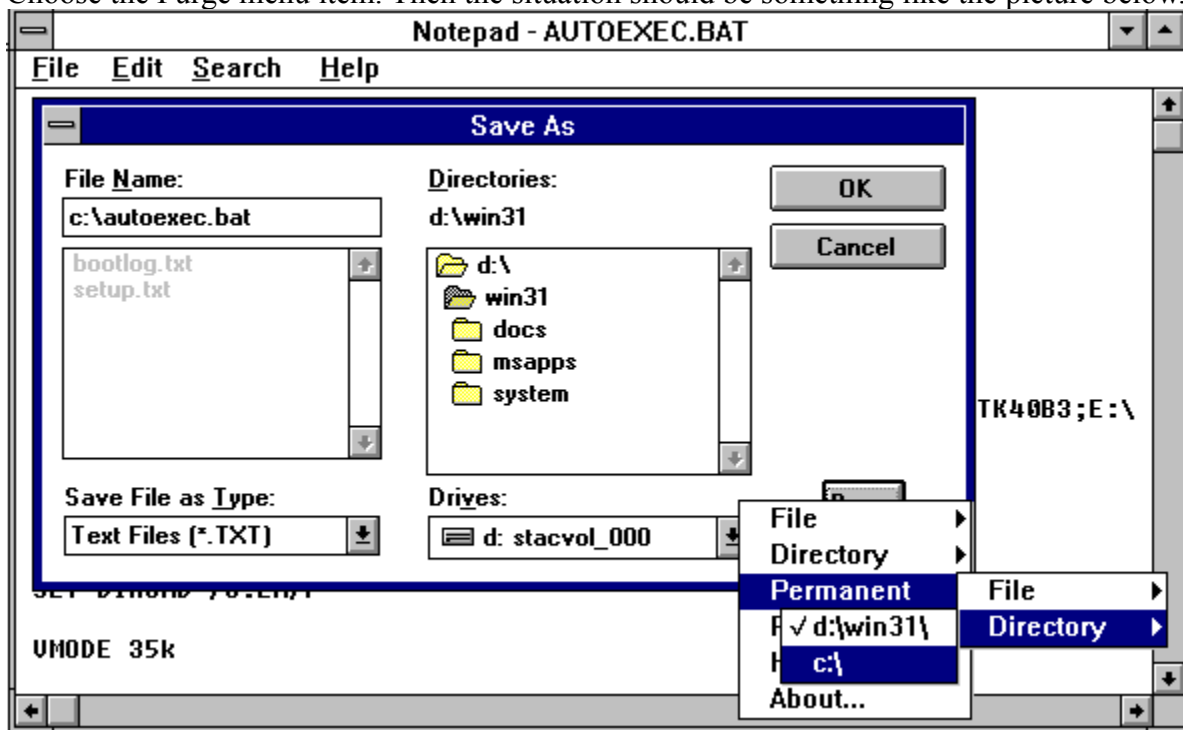 Choose the Purge menu item. Then the situation should be something like the picture below.
Notepad - AUTOEXEC.BAT
File Edit Search Help
Save As
File Name:
c:\autoexec.bat
bootlog.txt
setup.txt
Directories:
d:\win31
d:\
win31
docs
msapps
system
OK
Cancel
TK40B3;E:\
Save File as Type:
Text Files (*.TXT)
Drives:
d: stacvol_000
File
Directory
Permanent
File
Directory
d:\win31\
c:\
About...
VMODE 35k